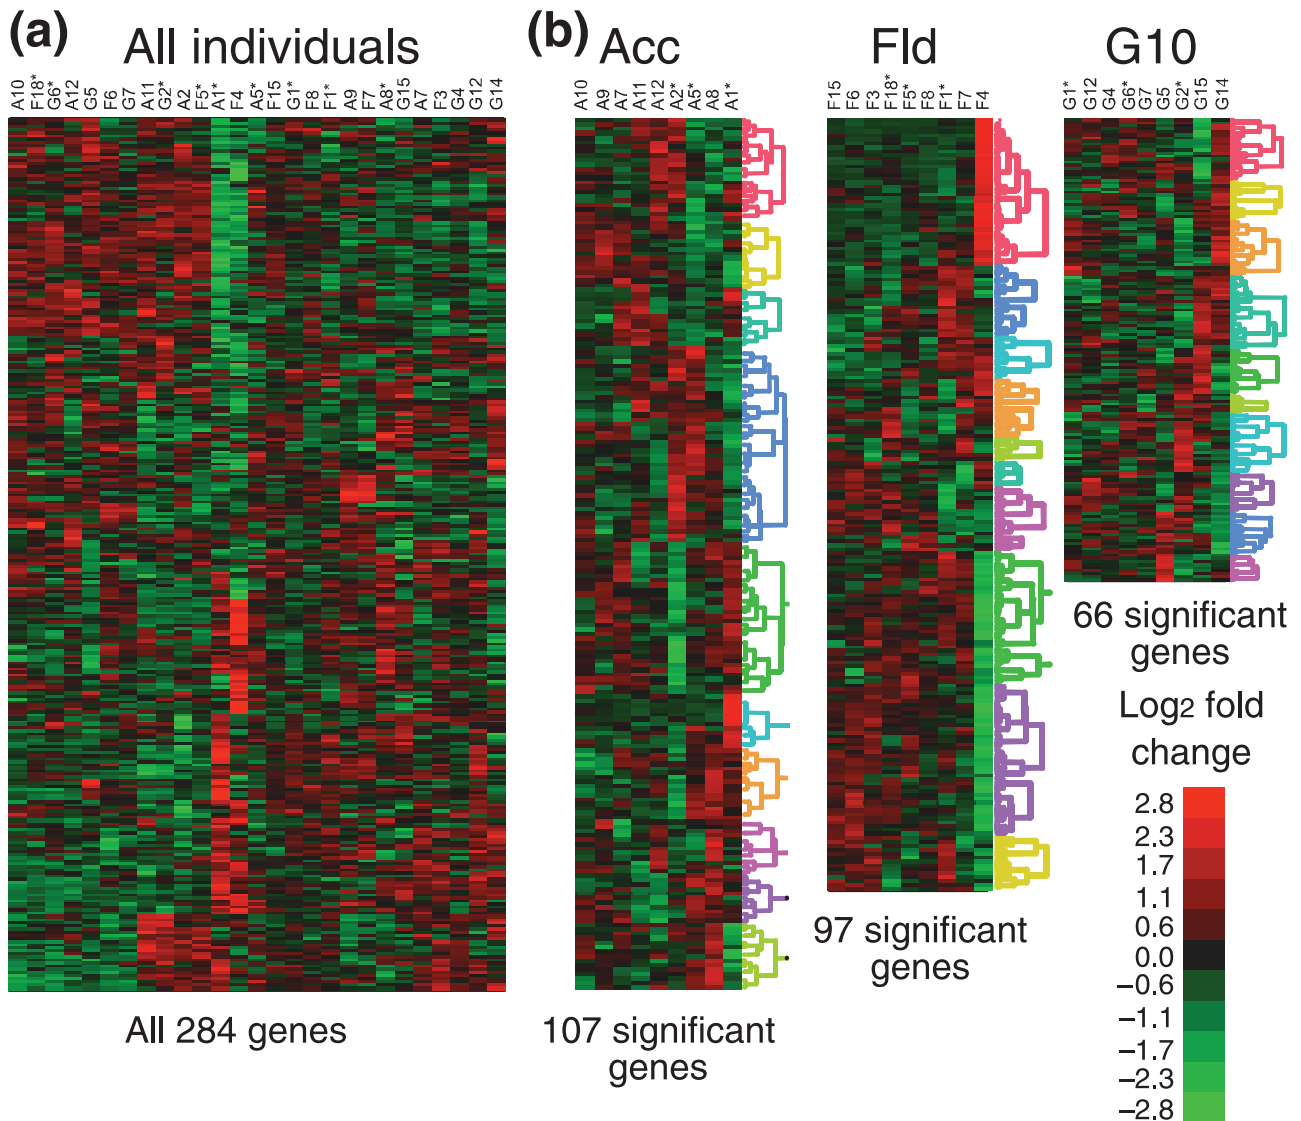 (a) All individuals
A10 F18* G6* A12 G5 F6 G7 A11 G2* A2 F5* A1* F4 A5* F15 G1* F8 F1* A9 F7 A8* G15 A7 F3 G4 G12 G14
All 284 genes
(b) Acc
A10 A9 A7 A11 A12 A2* A5* A8 A1*
107 significant
genes
Fld
F15 F6 F3 F18* F5* F8 F1* F7 F4
97 significant
genes
G10
G1* G12 G4 G6* G7 G5 G2* G15 G14
66 significant
genes
Log2 fold
change
2.8
2.3
1.7
1.1
0.6
0.0
−0.6
−1.1
−1.7
−2.3
−2.8